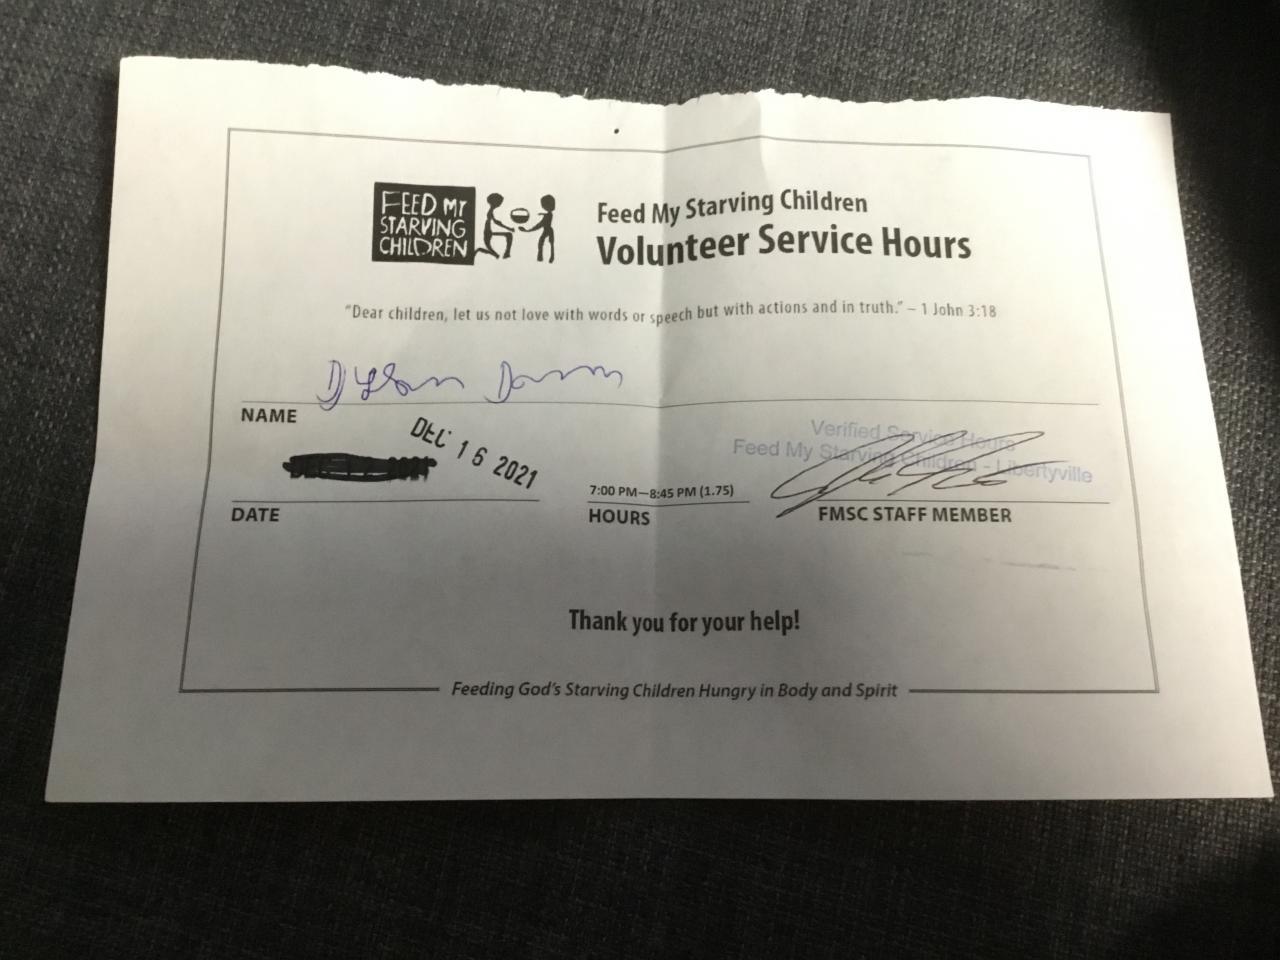 FEED MY
STARVING
CHILDREN
Feed My Starving Children
Volunteer Service Hours
"Dear children, let us not love with words or speech but with actions and in truth." – 1 John 3:18
NAME
DEC 16 2021
Verified Service Hours
Feed My Starving Children - Libertyville
7:00 PM—8:45 PM (1.75)
DATE
HOURS
FMSC STAFF MEMBER
Thank you for your help!
Feeding God's Starving Children Hungry in Body and Spirit